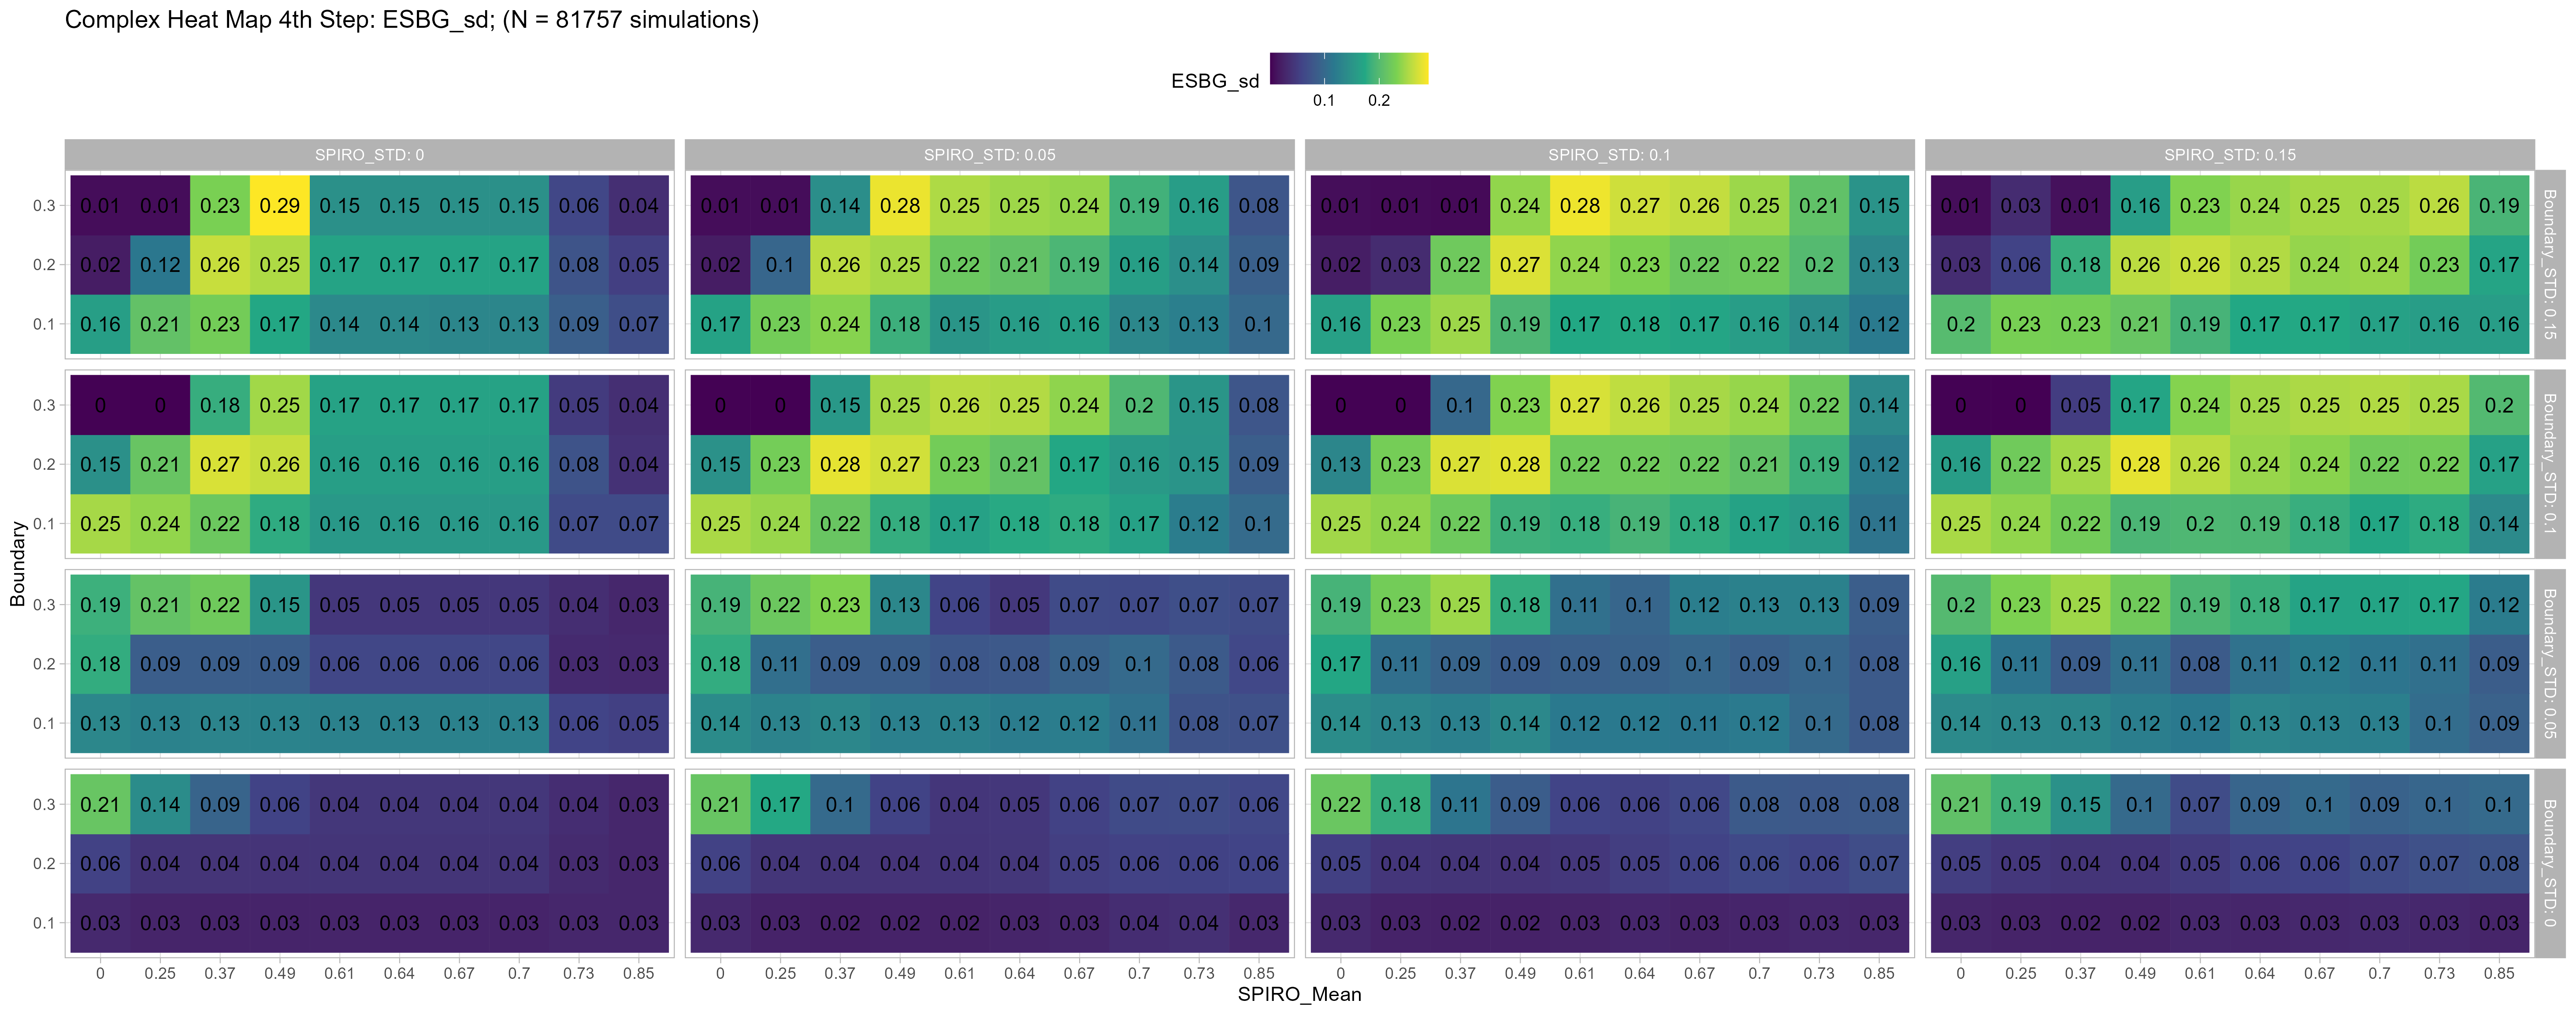 Complex Heat Map 4th Step: ESBG_sd; (N = 81757 simulations)
ESBG_sd
0.1 0.2
SPIRO_STD: 0 SPIRO_STD: 0.05 SPIRO_STD: 0.1 SPIRO_STD: 0.15
0.3 0.01 0.01 0.23 0.29 0.15 0.15 0.15 0.15 0.06 0.04 0.01 0.01 0.14 0.28 0.25 0.25 0.24 0.19 0.16 0.08 0.01 0.01 0.01 0.24 0.28 0.27 0.26 0.25 0.21 0.15 0.01 0.03 0.01 0.16 0.23 0.24 0.25 0.25 0.26 0.19
0.2 0.02 0.12 0.26 0.25 0.17 0.17 0.17 0.17 0.08 0.05 0.02 0.1 0.26 0.25 0.22 0.21 0.19 0.16 0.14 0.09 0.02 0.03 0.22 0.27 0.24 0.23 0.22 0.22 0.2 0.13 0.03 0.06 0.18 0.26 0.26 0.25 0.24 0.24 0.23 0.17
0.1 0.16 0.21 0.23 0.17 0.14 0.14 0.13 0.13 0.09 0.07 0.17 0.23 0.24 0.18 0.15 0.16 0.16 0.13 0.13 0.1 0.16 0.23 0.25 0.19 0.17 0.18 0.17 0.16 0.14 0.12 0.2 0.23 0.23 0.21 0.19 0.17 0.17 0.17 0.16 0.16
Boundary_STD: 0.15
0.3 0 0 0.18 0.25 0.17 0.17 0.17 0.17 0.05 0.04 0 0 0.15 0.25 0.26 0.25 0.24 0.2 0.15 0.08 0 0 0.1 0.23 0.27 0.26 0.25 0.24 0.22 0.14 0 0 0.05 0.17 0.24 0.25 0.25 0.25 0.25 0.2
0.2 0.15 0.21 0.27 0.26 0.16 0.16 0.16 0.16 0.08 0.04 0.15 0.23 0.28 0.27 0.23 0.21 0.17 0.16 0.15 0.09 0.13 0.23 0.27 0.28 0.22 0.22 0.22 0.21 0.19 0.12 0.16 0.22 0.25 0.28 0.26 0.24 0.24 0.22 0.22 0.17
0.1 0.25 0.24 0.22 0.18 0.16 0.16 0.16 0.16 0.07 0.07 0.25 0.24 0.22 0.18 0.17 0.18 0.18 0.17 0.12 0.1 0.25 0.24 0.22 0.19 0.18 0.19 0.18 0.17 0.16 0.11 0.25 0.24 0.22 0.19 0.2 0.19 0.18 0.17 0.18 0.14
Boundary_STD: 0.1
0.3 0.19 0.21 0.22 0.15 0.05 0.05 0.05 0.05 0.04 0.03 0.19 0.22 0.23 0.13 0.06 0.05 0.07 0.07 0.07 0.07 0.19 0.23 0.25 0.18 0.11 0.1 0.12 0.13 0.13 0.09 0.2 0.23 0.25 0.22 0.19 0.18 0.17 0.17 0.17 0.12
0.2 0.18 0.09 0.09 0.09 0.06 0.06 0.06 0.06 0.03 0.03 0.18 0.11 0.09 0.09 0.08 0.08 0.09 0.1 0.08 0.06 0.17 0.11 0.09 0.09 0.09 0.09 0.1 0.09 0.1 0.08 0.16 0.11 0.09 0.11 0.08 0.11 0.12 0.11 0.11 0.09
0.1 0.13 0.13 0.13 0.13 0.13 0.13 0.13 0.13 0.06 0.05 0.14 0.13 0.13 0.13 0.13 0.12 0.12 0.11 0.08 0.07 0.14 0.13 0.13 0.14 0.12 0.12 0.11 0.12 0.1 0.08 0.14 0.13 0.13 0.12 0.12 0.13 0.13 0.13 0.1 0.09
Boundary_STD: 0.05
0.3 0.21 0.14 0.09 0.06 0.04 0.04 0.04 0.04 0.04 0.03 0.21 0.17 0.1 0.06 0.04 0.05 0.06 0.07 0.07 0.06 0.22 0.18 0.11 0.09 0.06 0.06 0.06 0.08 0.08 0.08 0.21 0.19 0.15 0.1 0.07 0.09 0.1 0.09 0.1 0.1
0.2 0.06 0.04 0.04 0.04 0.04 0.04 0.04 0.04 0.03 0.03 0.06 0.04 0.04 0.04 0.04 0.04 0.05 0.06 0.06 0.06 0.05 0.04 0.04 0.04 0.05 0.05 0.06 0.06 0.06 0.07 0.05 0.05 0.04 0.04 0.05 0.06 0.06 0.07 0.07 0.08
0.1 0.03 0.03 0.03 0.03 0.03 0.03 0.03 0.03 0.03 0.03 0.03 0.03 0.02 0.02 0.02 0.03 0.03 0.04 0.04 0.03 0.03 0.03 0.02 0.02 0.03 0.03 0.03 0.03 0.03 0.03 0.03 0.03 0.02 0.02 0.03 0.03 0.03 0.03 0.03 0.03
Boundary_STD: 0
0 0.25 0.37 0.49 0.61 0.64 0.67 0.7 0.73 0.85 0 0.25 0.37 0.49 0.61 0.64 0.67 0.7 0.73 0.85 0 0.25 0.37 0.49 0.61 0.64 0.67 0.7 0.73 0.85 0 0.25 0.37 0.49 0.61 0.64 0.67 0.7 0.73 0.85
SPIRO_Mean
Boundary